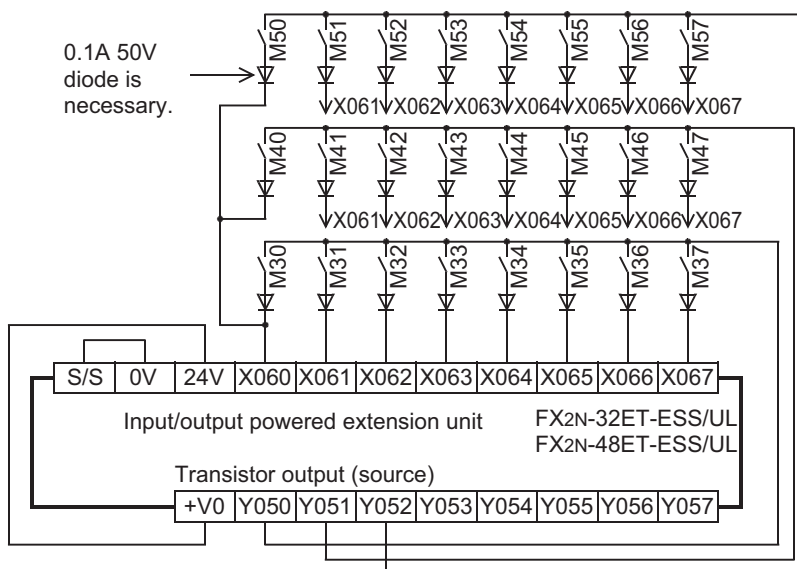 M50 M51 M52 M53 M54 M55 M56 M57
0.1A 50V
diode is
necessary.
X061 X062 X063 X064 X065 X066 X067
M40 M41 M42 M43 M44 M45 M46 M47
X061 X062 X063 X064 X065 X066 X067
M30 M31 M32 M33 M34 M35 M36 M37
S/S 0V 24V X060 X061 X062 X063 X064 X065 X066 X067
Input/output powered extension unit
FX2N-32ET-ESS/UL
FX2N-48ET-ESS/UL
Transistor output (source)
+V0 Y050 Y051 Y052 Y053 Y054 Y055 Y056 Y057